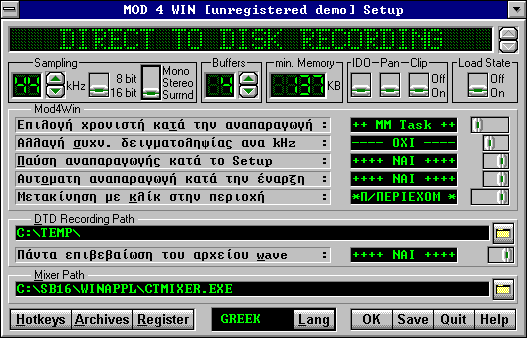 MOD 4 WIN [unregistered demo] Setup
DIRECT TO DISK RECORDING
Sampling Buffers min. Memory IDO Pan Clip Load State
44 kHz 8 bit 16 bit Mono Stereo Surrnd 4 137 KB On Off On Off
Mod4Win
Επιλογή χρονιστή κατά την αναπαραγωγή : ++ MM Task ++
Αλλαγή συχν. δειγματοληψίας ανα kHz : ----- ΟΧΙ -----
Παύση αναπαραγωγής κατά το Setup : ++++ ΝΑΙ ++++
Αυτοματη αναπαραγωγή κατά την έναρξη : ++++ ΝΑΙ ++++
Μετακίνηση με κλίκ στην περιοχή : *Π/ΠΕΡΙΕΧΟΜ *
DTD Recording Path
C:\TEMP\
Πάντα επιβεβαίωση του αρχείου wave : ++++ ΝΑΙ ++++
Mixer Path
C:\SB16\WINAPPL\CTMIXER.EXE
Hotkeys Archives Register GREEK Lang OK Save Quit Help